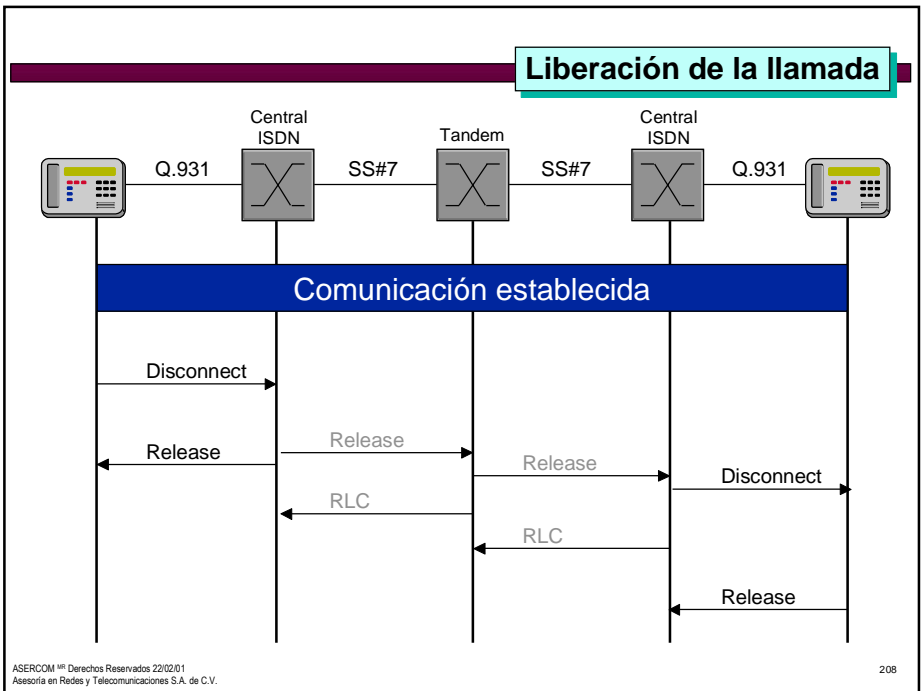 Liberación de la llamada
Central
ISDN
Tandem
Central
ISDN
Q.931
SS#7
SS#7
Q.931
Comunicación establecida
Disconnect
Release
Release
Release
Disconnect
RLC
RLC
Release
ASERCOM MR Derechos Reservados 22/02/01
Asesoría en Redes y Telecomunicaciones S.A. de C.V.
208